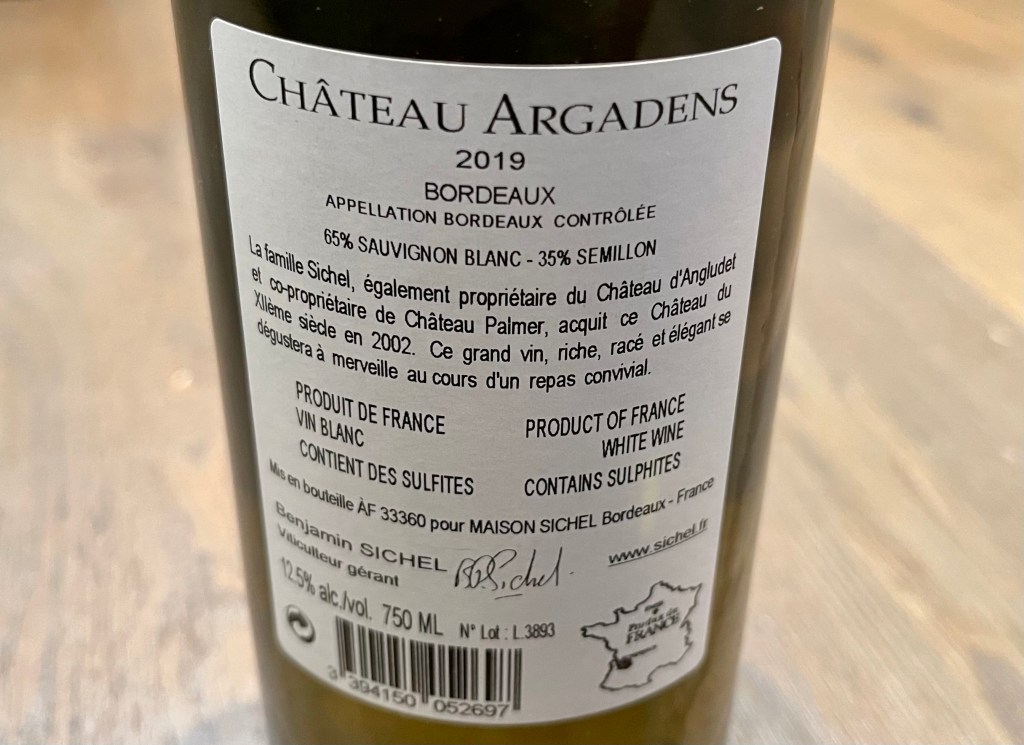 CHÂTEAU ARGADENS
2019
BORDEAUX
APPELLATION BORDEAUX CONTRÔLÉE
65% SAUVIGNON BLANC - 35% SEMILLON
La famille Sichel, également propriétaire du Château d'Angludet
et co-propriétaire de Château Palmer, acquit ce Château du
XIIème siècle en 2002. Ce grand vin, riche, racé et élégant se
dégustera à merveille au cours d'un repas convivial.
PRODUIT DE FRANCE
VIN BLANC
CONTIENT DES SULFITES
PRODUCT OF FRANCE
WHITE WINE
CONTAINS SULPHITES
Mis en bouteille ÀF 33360 pour MAISON SICHEL Bordeaux - France
Benjamin SICHEL
Viticulteur gérant
BASichel.
www.sichel.fr
12.5% alc./vol. 750 ML N° Lot : L.3893
FRANCE
3 394150 052697